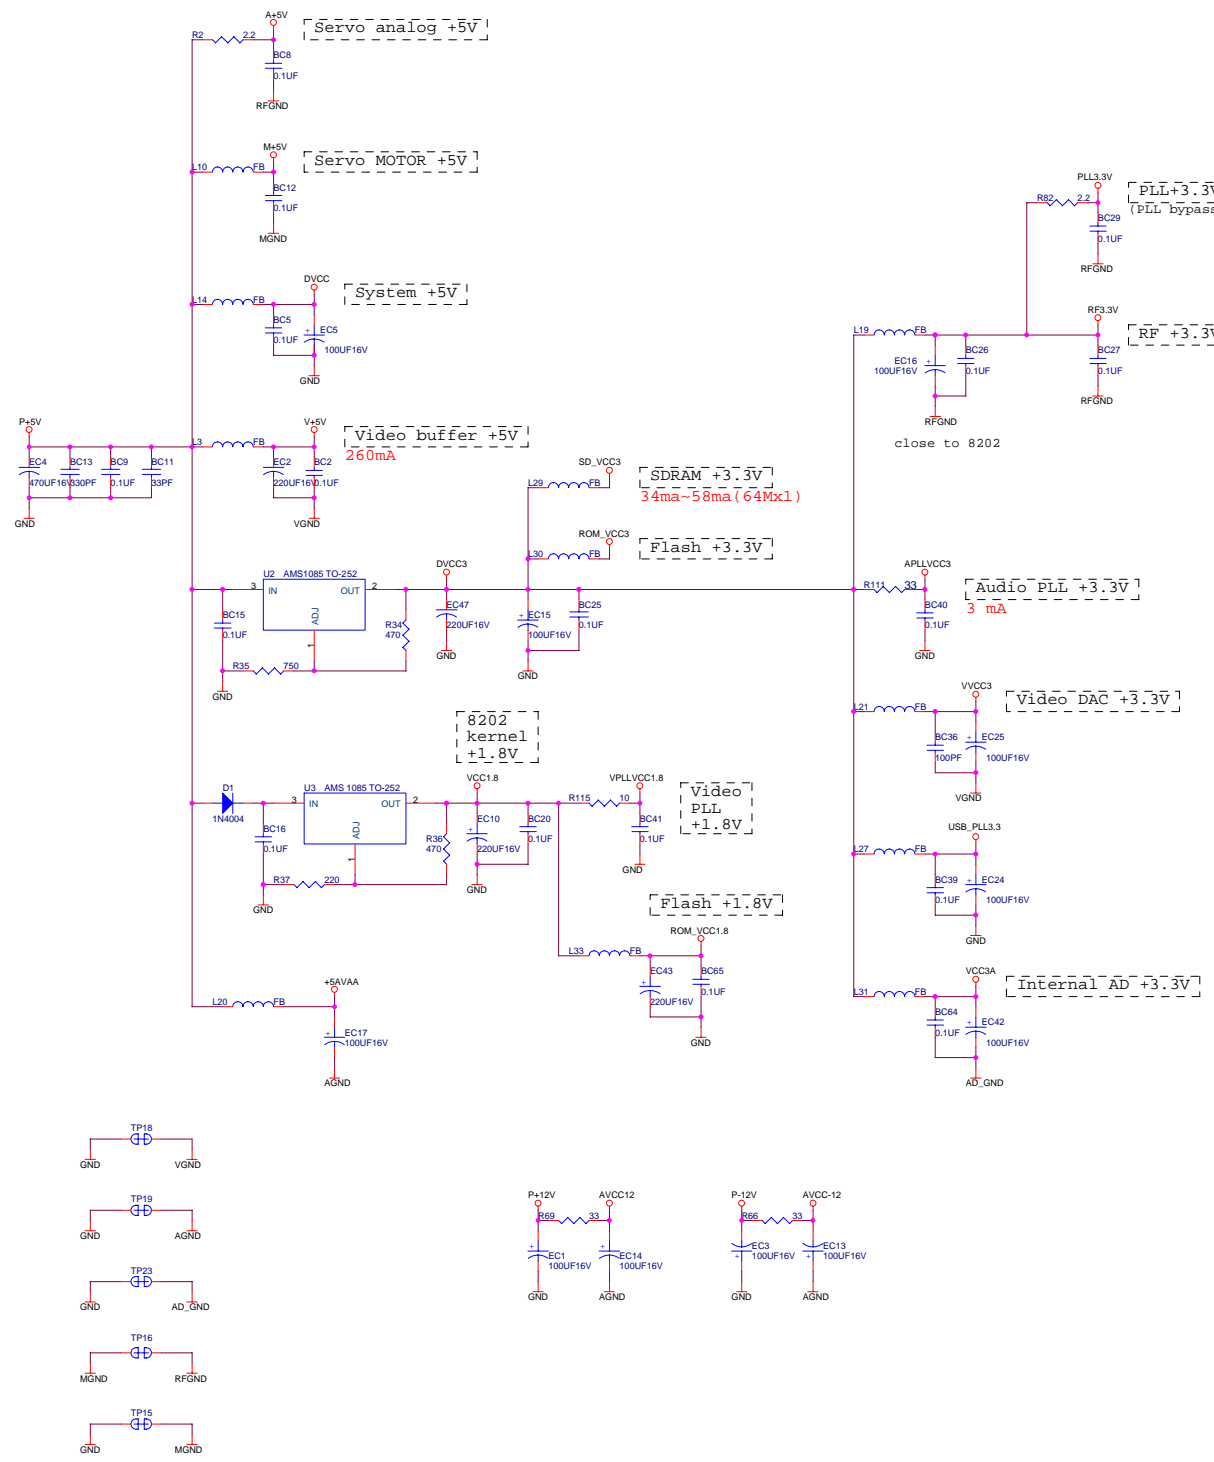 A+5V
Servo analog +5V
R2 2.2
BC8
0.1UF
RFGND
M+5V
Servo MOTOR +5V
L10 FB
BC12
0.1UF
MGND
DVCC
System +5V
L14 FB
BC5
0.1UF
EC5
100UF16V
GND
P+5V
EC4
470UF16V
BC13
330PF
BC9
0.1UF
BC11
33PF
GND
L3 FB
V+5V
Video buffer +5V
260mA
EC2
220UF16V
BC2
0.1UF
VGND
PLL3.3V
R82 2.2
PLL+3.3V
(PLL bypass
BC29
0.1UF
RFGND
RF3.3V
RF +3.3V
L19 FB
EC16
100UF16V
BC26
0.1UF
BC27
0.1UF
RFGND
RFGND
close to 8202
SD_VCC3
SDRAM +3.3V
34ma~58ma(64Mx1)
L29 FB
ROM_VCC3
Flash +3.3V
L30 FB
U2 AMS1085 TO-252
3 IN OUT 2
ADJ
1
BC15
0.1UF
R34
470
R35 750
GND
DVCC3
EC47
220UF16V
GND
EC15
100UF16V
BC25
0.1UF
GND
APLLVCC3
R111 33
Audio PLL +3.3V
3 mA
BC40
0.1UF
GND
VVCC3
Video DAC +3.3V
L21 FB
BC36
100PF
EC25
100UF16V
VGND
8202
kernel
+1.8V
D1
1N4004
U3 AMS 1085 TO-252
3 IN OUT 2
ADJ
1
BC16
0.1UF
R36
470
R37 220
GND
VCC1.8
EC10
220UF16V
BC20
0.1UF
GND
VPLLVCC1.8
R115 10
Video
PLL
+1.8V
BC41
0.1UF
GND
USB_PLL3.3
L27 FB
BC39
0.1UF
EC24
100UF16V
GND
Flash +1.8V
ROM_VCC1.8
L33 FB
EC43
220UF16V
BC65
0.1UF
GND
VCC3A
Internal AD +3.3V
L31 FB
BC64
0.1UF
EC42
100UF16V
AD_GND
+5AVAA
L20 FB
EC17
100UF16V
AGND
TP18
GND VGND
TP19
GND AGND
TP23
GND AD_GND
TP16
MGND RFGND
TP15
GND MGND
P+12V AVCC12
R69 33
EC1
100UF16V
EC14
100UF16V
GND AGND
P-12V AVCC-12
R66 33
EC3
100UF16V
EC13
100UF16V
GND AGND